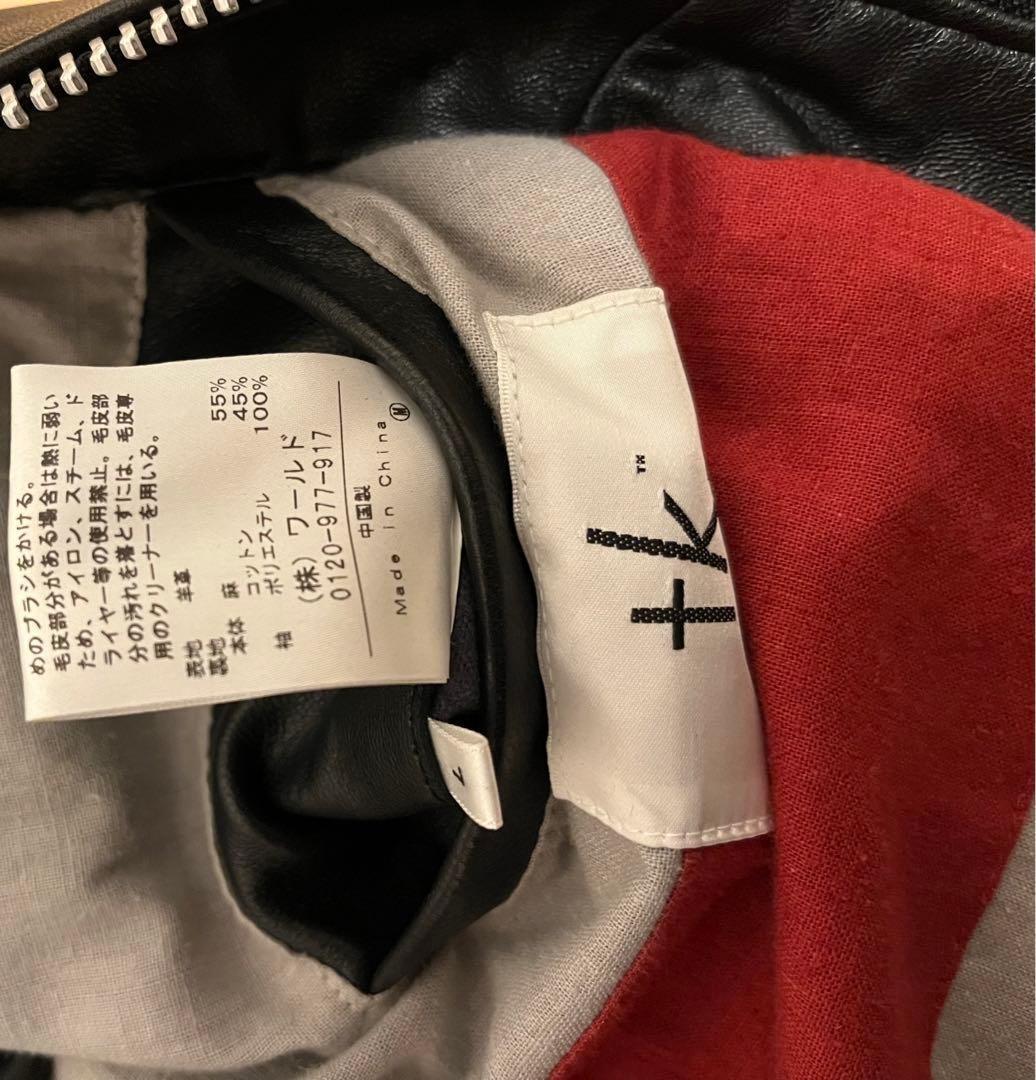 めのブラシをかける。
毛皮部分がある場合は熱に弱い
ため、アイロン、スチーム、ド
ライヤー等の使用禁止。毛皮部
分の汚れを落とすには、毛皮専
用のクリーナーを用いる。
表地 羊革
裏地
本体 麻 55%
コットン 45%
袖 ポリエステル 100%
(株) ワールド
0120-977-917
中国製
Made in China Ⓜ
L
tk ™